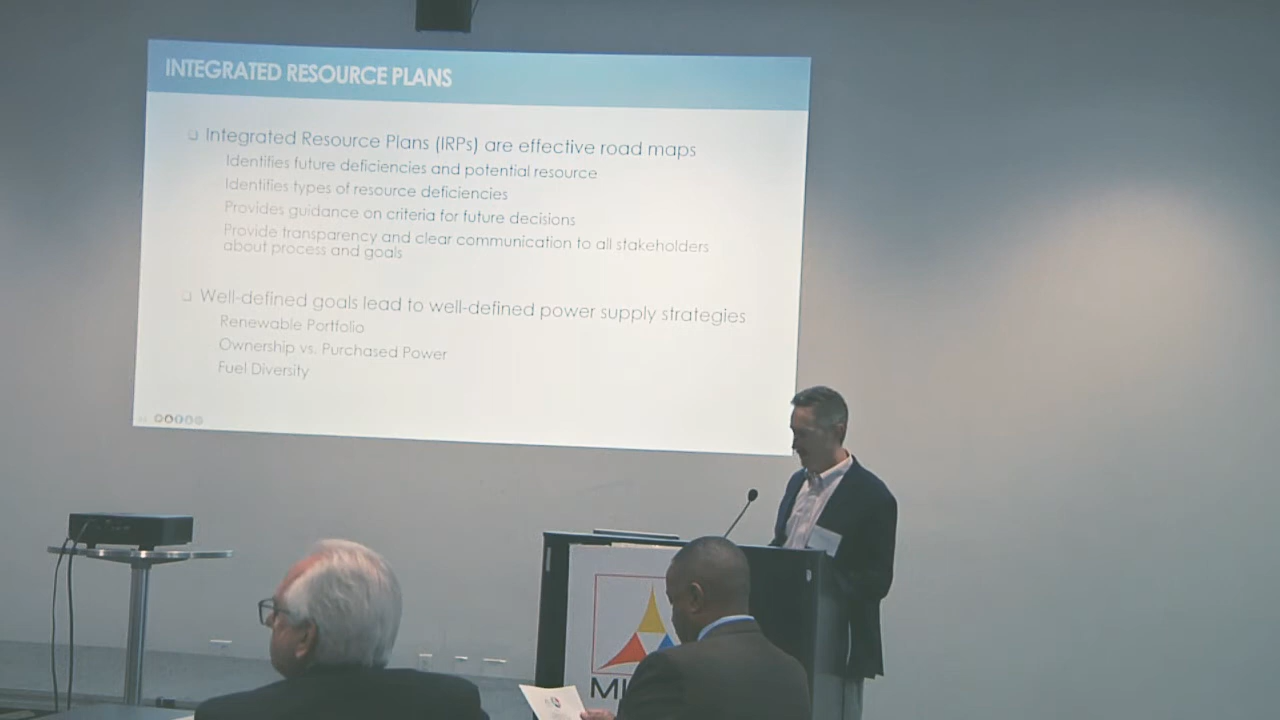 INTEGRATED RESOURCE PLANS
Integrated Resource Plans (IRPs) are effective road maps
Identifies future deficiencies and potential resource
Identifies types of resource deficiencies
Provides guidance on criteria for future decisions
Provide transparency and clear communication to all stakeholders
about process and goals
Well-defined goals lead to well-defined power supply strategies
Renewable Portfolio
Ownership vs. Purchased Power
Fuel Diversity